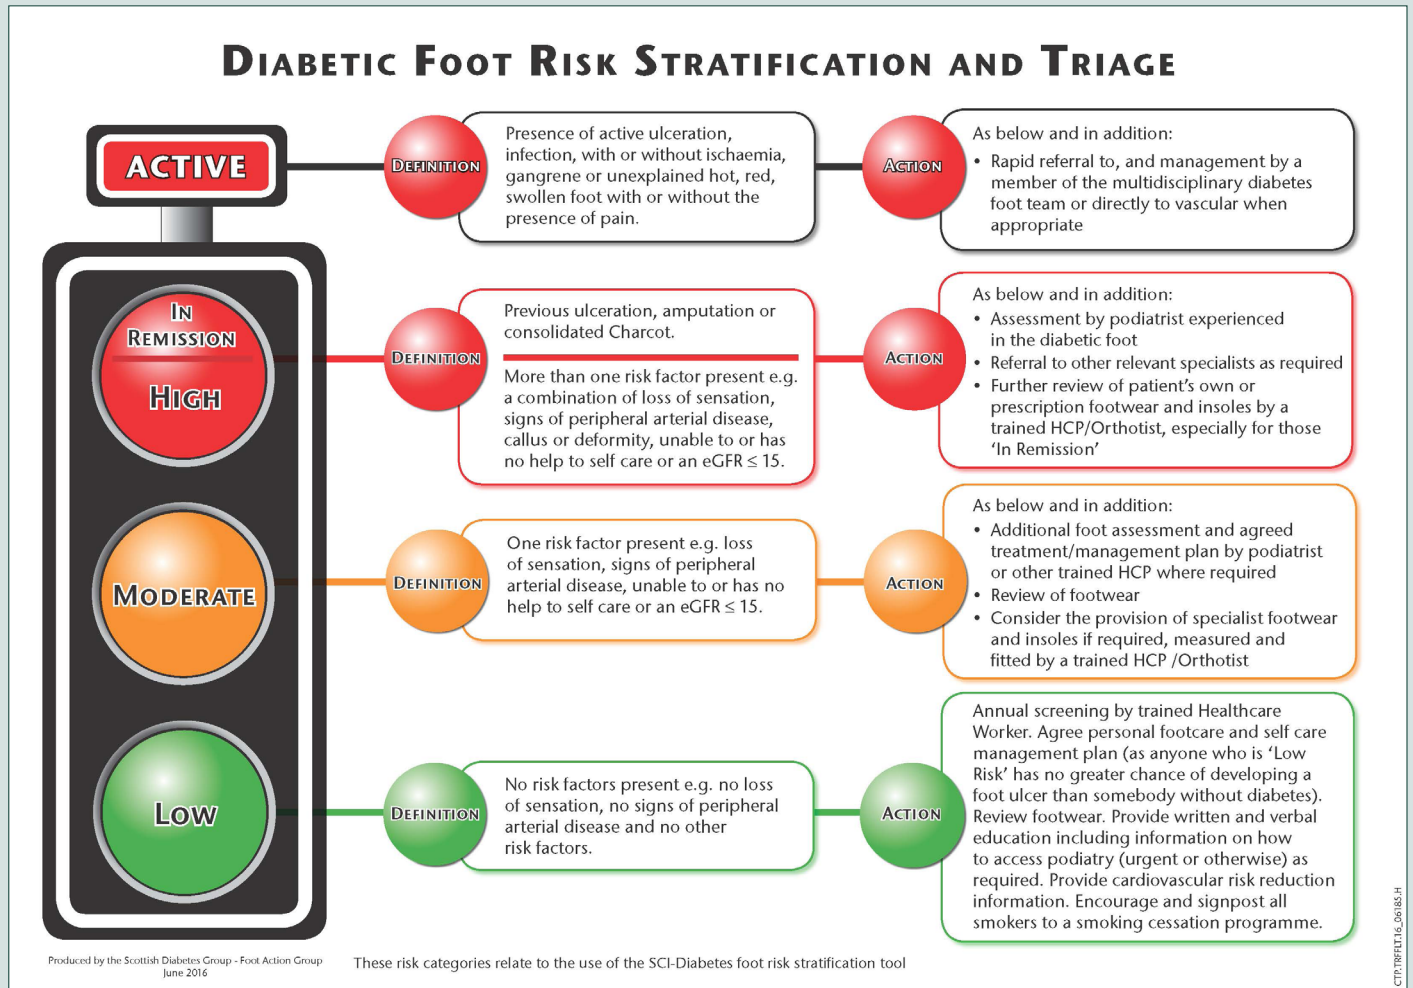 DIABETIC FOOT RISK STRATIFICATION AND TRIAGE
ACTIVE
DEFINITION
Presence of active ulceration,
infection, with or without ischaemia,
gangrene or unexplained hot, red,
swollen foot with or without the
presence of pain.
ACTION
As below and in addition:
• Rapid referral to, and management by a
member of the multidisciplinary diabetes
foot team or directly to vascular when
appropriate
IN
REMISSION
HIGH
DEFINITION
Previous ulceration, amputation or
consolidated Charcot.
More than one risk factor present e.g.
a combination of loss of sensation,
signs of peripheral arterial disease,
callus or deformity, unable to or has
no help to self care or an eGFR ≤ 15.
ACTION
As below and in addition:
• Assessment by podiatrist experienced
in the diabetic foot
• Referral to other relevant specialists as required
• Further review of patient's own or
prescription footwear and insoles by a
trained HCP/Orthotist, especially for those
'In Remission'
MODERATE
DEFINITION
One risk factor present e.g. loss
of sensation, signs of peripheral
arterial disease, unable to or has no
help to self care or an eGFR ≤ 15.
ACTION
As below and in addition:
• Additional foot assessment and agreed
treatment/management plan by podiatrist
or other trained HCP where required
• Review of footwear
• Consider the provision of specialist footwear
and insoles if required, measured and
fitted by a trained HCP /Orthotist
LOW
DEFINITION
No risk factors present e.g. no loss
of sensation, no signs of peripheral
arterial disease and no other
risk factors.
ACTION
Annual screening by trained Healthcare
Worker. Agree personal footcare and self care
management plan (as anyone who is 'Low
Risk' has no greater chance of developing a
foot ulcer than somebody without diabetes).
Review footwear. Provide written and verbal
education including information on how
to access podiatry (urgent or otherwise) as
required. Provide cardiovascular risk reduction
information. Encourage and signpost all
smokers to a smoking cessation programme.
Produced by the Scottish Diabetes Group - Foot Action Group
June 2016
These risk categories relate to the use of the SCI-Diabetes foot risk stratification tool
CTP.TRFFLT.16_06185.H